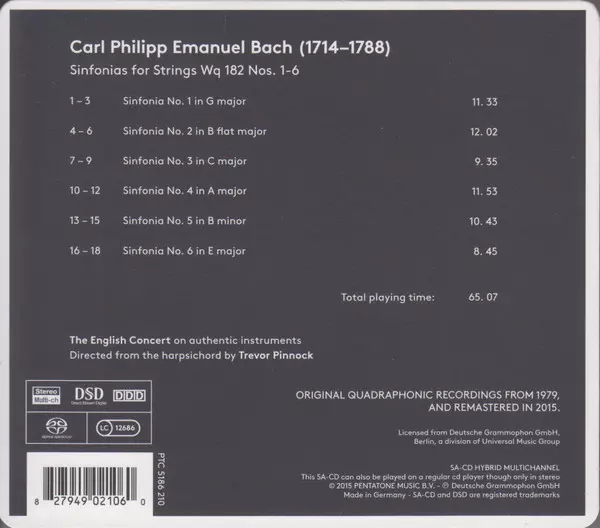 Carl Philipp Emanuel Bach (1714–1788)
Sinfonias for Strings Wq 182 Nos. 1-6
1 – 3 Sinfonia No. 1 in G major 11. 33
4 – 6 Sinfonia No. 2 in B flat major 12. 02
7 – 9 Sinfonia No. 3 in C major 9. 35
10 – 12 Sinfonia No. 4 in A major 11. 53
13 – 15 Sinfonia No. 5 in B minor 10. 43
16 – 18 Sinfonia No. 6 in E major 8. 45
Total playing time: 65. 07
The English Concert on authentic instruments
Directed from the harpsichord by Trevor Pinnock
Stereo
Multi-ch
DSD
Direct Stream Digital
DDD
SUPER AUDIO CD
LC 12686
ORIGINAL QUADRAPHONIC RECORDINGS FROM 1979,
AND REMASTERED IN 2015.
Licensed from Deutsche Grammophon GmbH,
Berlin, a division of Universal Music Group
PTC 5186 210
8 27949 02106 0
SA-CD HYBRID MULTICHANNEL
This SA-CD can also be played on a regular cd player though only in stereo
© 2015 PENTATONE MUSIC B.V. - ℗ Deutsche Grammophon GmbH
Made in Germany - SA-CD and DSD are registered trademarks